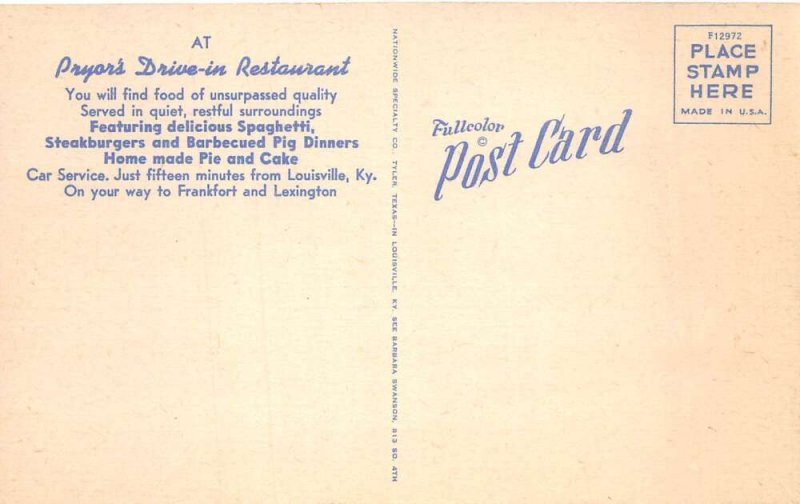 AT
Pryor's Drive-in Restaurant
You will find food of unsurpassed quality
Served in quiet, restful surroundings
Featuring delicious Spaghetti,
Steakburgers and Barbecued Pig Dinners
Home made Pie and Cake
Car Service. Just fifteen minutes from Louisville, Ky.
On your way to Frankfort and Lexington
NATIONWIDE SPECIALTY CO. TYLER, TEXAS—IN LOUISVILLE, KY. SEE BARBARA SWANSON, 813 SO. 4TH
Fullcolor
©
Post Card
F12972
PLACE
STAMP
HERE
MADE IN U.S.A.